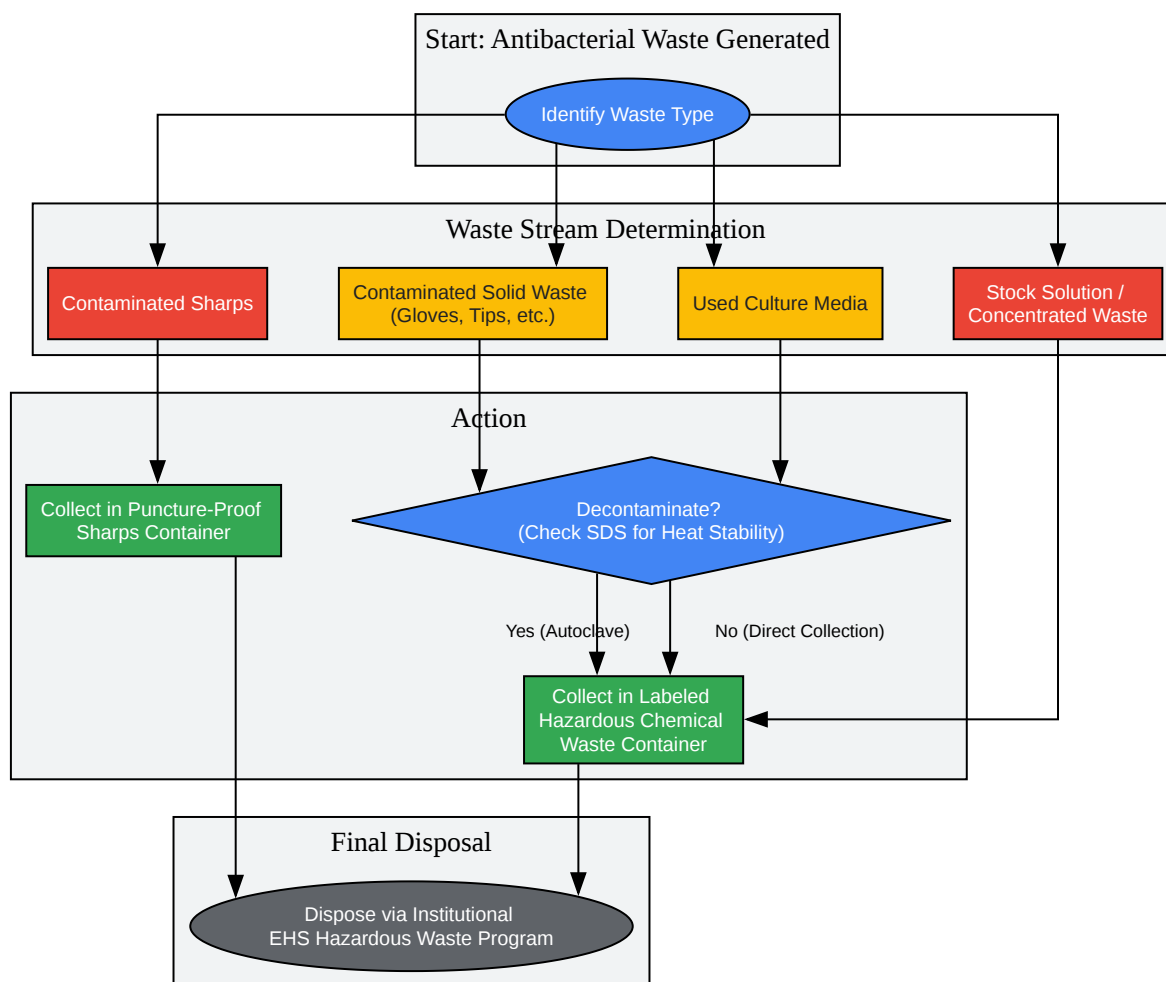 Start: Antibacterial Waste Generated
Identify Waste Type
Waste Stream Determination
Contaminated Sharps
Contaminated Solid Waste
(Gloves, Tips, etc.)
Used Culture Media
Stock Solution /
Concentrated Waste
Action
Collect in Puncture-Proof
Sharps Container
Decontaminate?
(Check SDS for Heat Stability)
Yes (Autoclave)
No (Direct Collection)
Collect in Labeled
Hazardous Chemical
Waste Container
Final Disposal
Dispose via Institutional
EHS Hazardous Waste Program